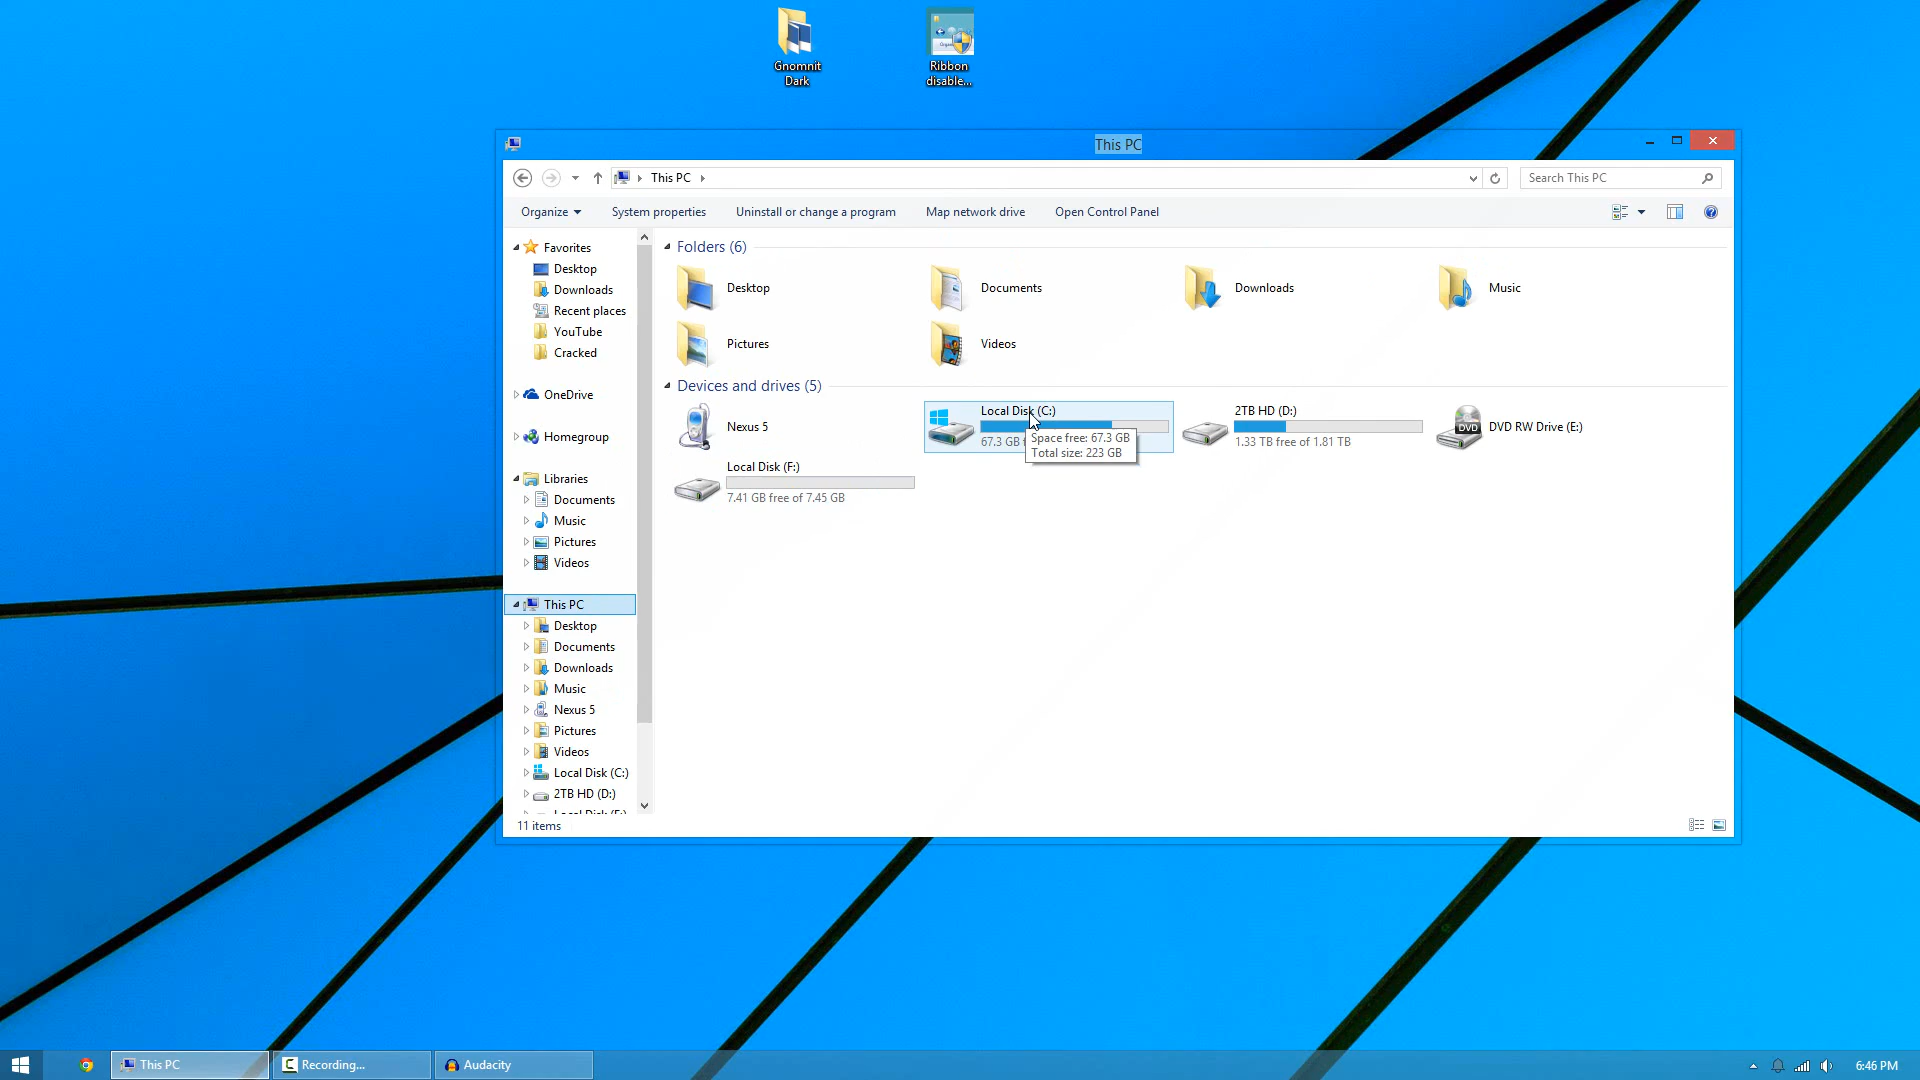 Gnomnit
Dark
Ribbon
disable...
This PC
This PC
Search This PC
Organize
System properties
Uninstall or change a program
Map network drive
Open Control Panel
Favorites
Desktop
Downloads
Recent places
YouTube
Cracked
OneDrive
Homegroup
Libraries
Documents
Music
Pictures
Videos
This PC
Desktop
Documents
Downloads
Music
Nexus 5
Pictures
Videos
Local Disk (C:)
2TB HD (D:)
Folders (6)
Desktop
Documents
Downloads
Music
Pictures
Videos
Devices and drives (5)
Nexus 5
Local Disk (C:)
67.3 GB
Space free: 67.3 GB
Total size: 223 GB
2TB HD (D:)
1.33 TB free of 1.81 TB
DVD
DVD RW Drive (E:)
Local Disk (F:)
7.41 GB free of 7.45 GB
11 items
This PC
Recording...
Audacity
6:46 PM